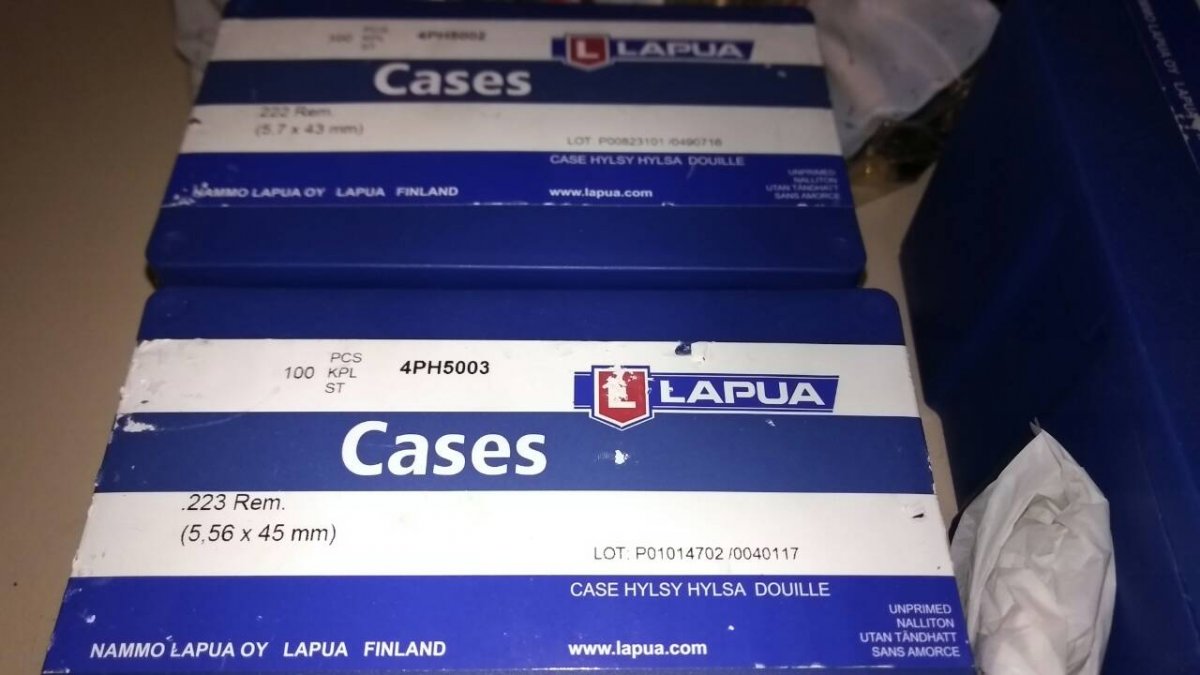 100 PCS KPL ST 4PH5002
LAPUA
Cases
.222 Rem.
(5.7 x 43 mm)
LOT: P00823101 /0490716
CASE HYLSY HYLSA DOUILLE
NAMMO LAPUA OY LAPUA FINLAND
www.lapua.com
UNPRIMED
NALLITON
UTAN TÄNDHATT
SANS AMORCE
100 PCS KPL ST 4PH5003
L LAPUA
Cases
.223 Rem.
(5,56 x 45 mm)
LOT: P01014702 /0040117
CASE HYLSY HYLSA DOUILLE
NAMMO LAPUA OY LAPUA FINLAND
www.lapua.com
UNPRIMED
NALLITON
UTAN TÄNDHATT
SANS AMORCE